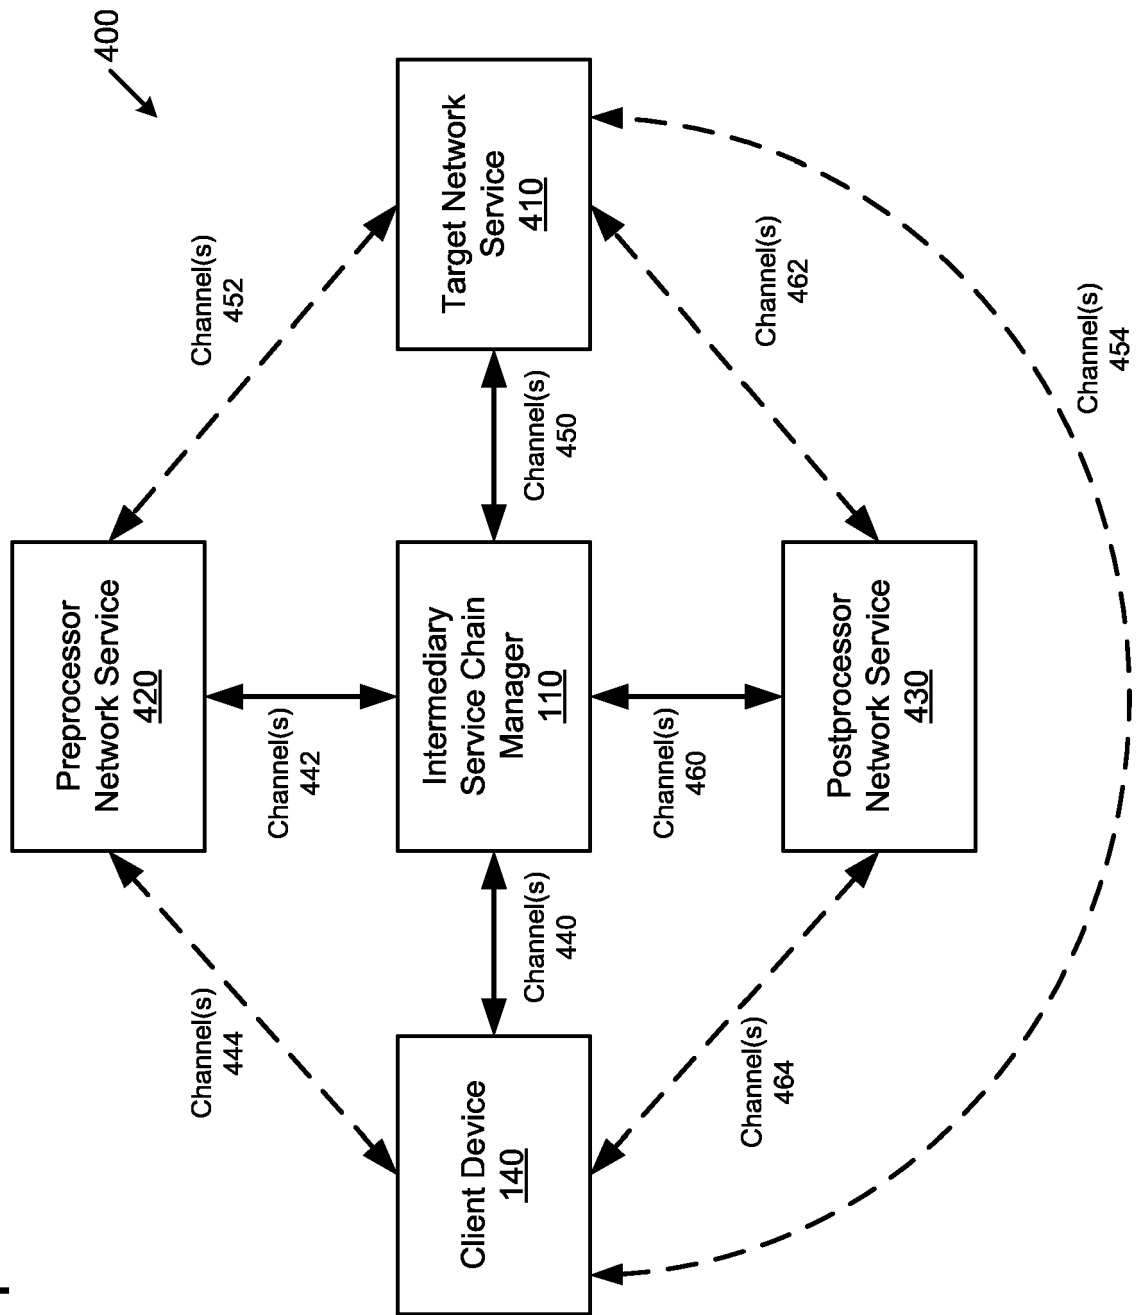 400
Preprocessor
Network Service
420
Channel(s)
444
Channel(s)
442
Channel(s)
452
Client Device
140
Channel(s)
440
Intermediary
Service Chain
Manager
110
Channel(s)
450
Target Network
Service
410
Channel(s)
464
Channel(s)
460
Channel(s)
462
Postprocessor
Network Service
430
Channel(s)
454